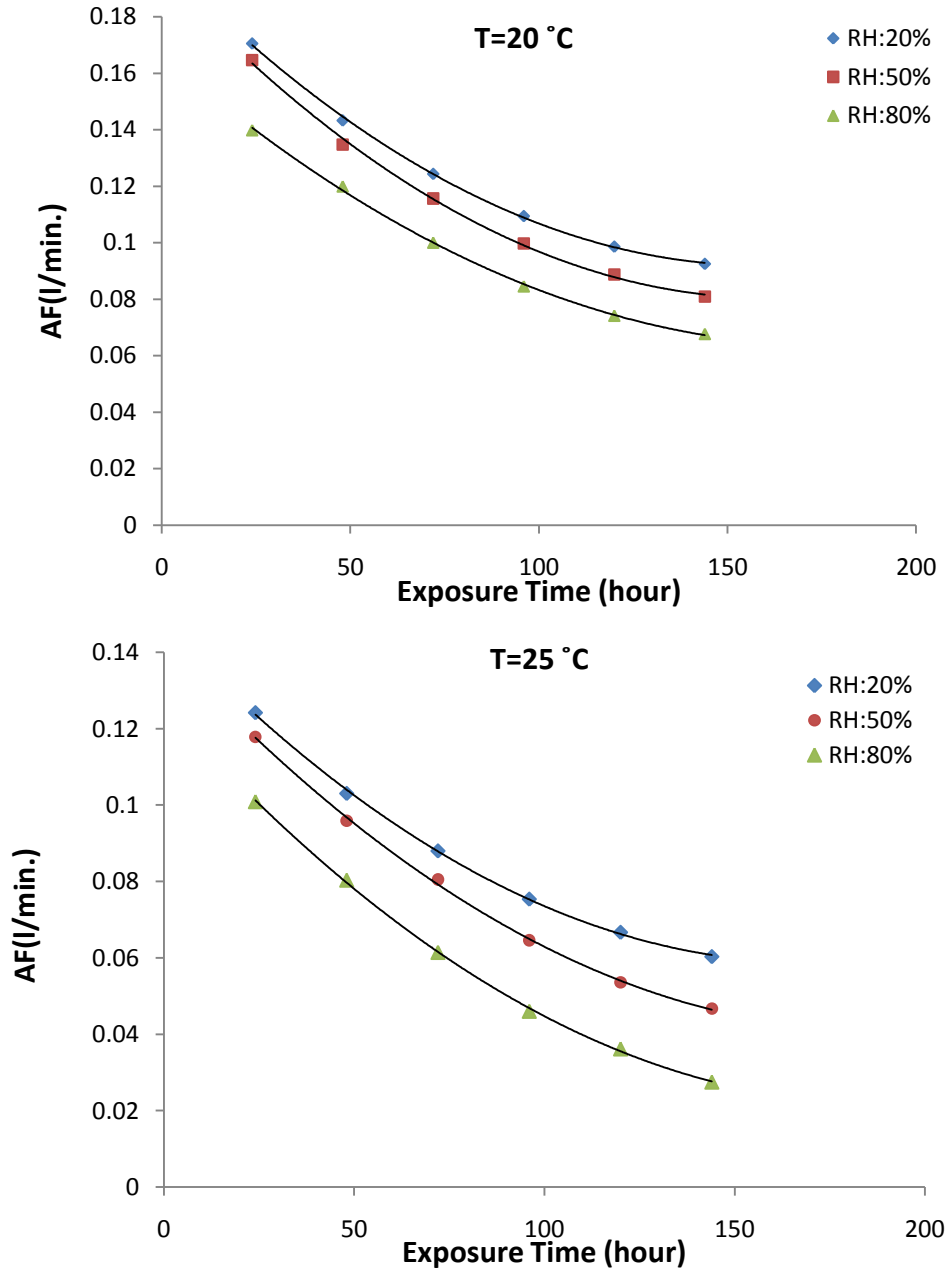 T=20 ˚C
RH:20%
RH:50%
RH:80%
AF(l/min.)
0.18
0.16
0.14
0.12
0.1
0.08
0.06
0.04
0.02
0
0 50 100 150 200
Exposure Time (hour)
T=25 ˚C
RH:20%
RH:50%
RH:80%
AF(l/min.)
0.14
0.12
0.1
0.08
0.06
0.04
0.02
0
0 50 100 150 200
Exposure Time (hour)